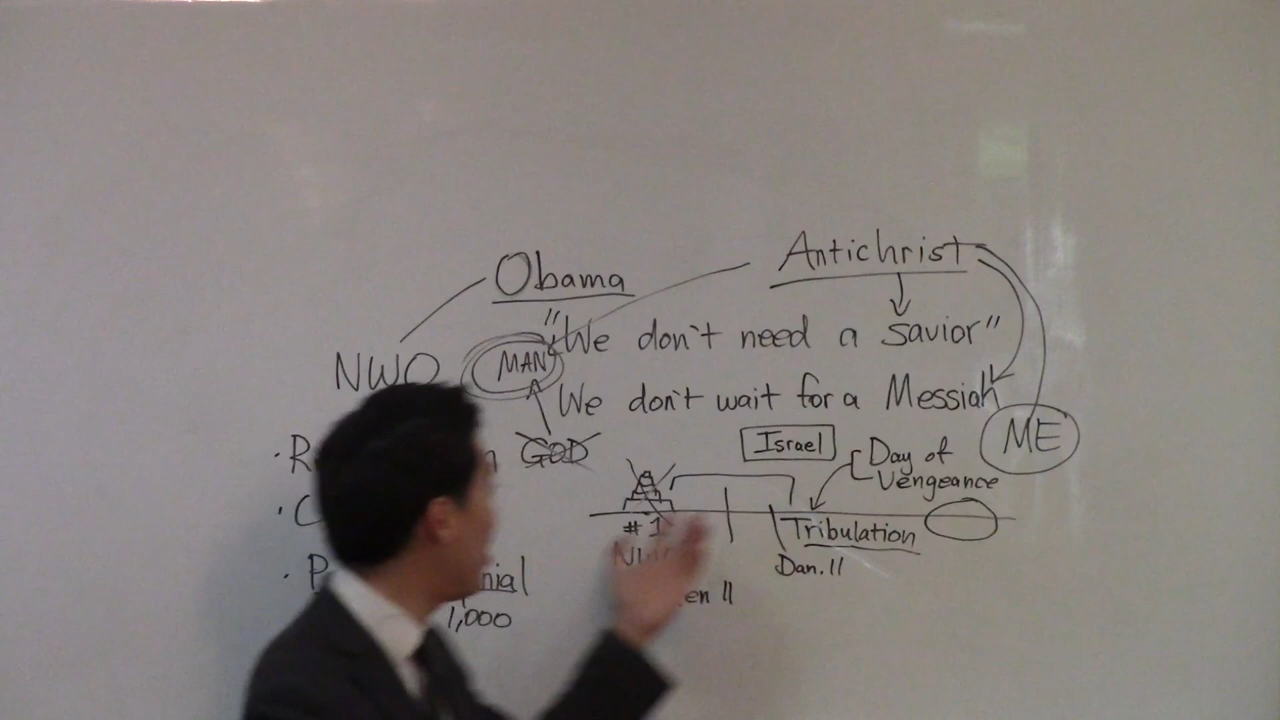 Obama
Antichrist
"We don't need a savior"
NWO
MAN
We don't wait for a Messiah
ME
GOD
Israel
Day of
Vengeance
#1
Tribulation
Dan. 11
1,000